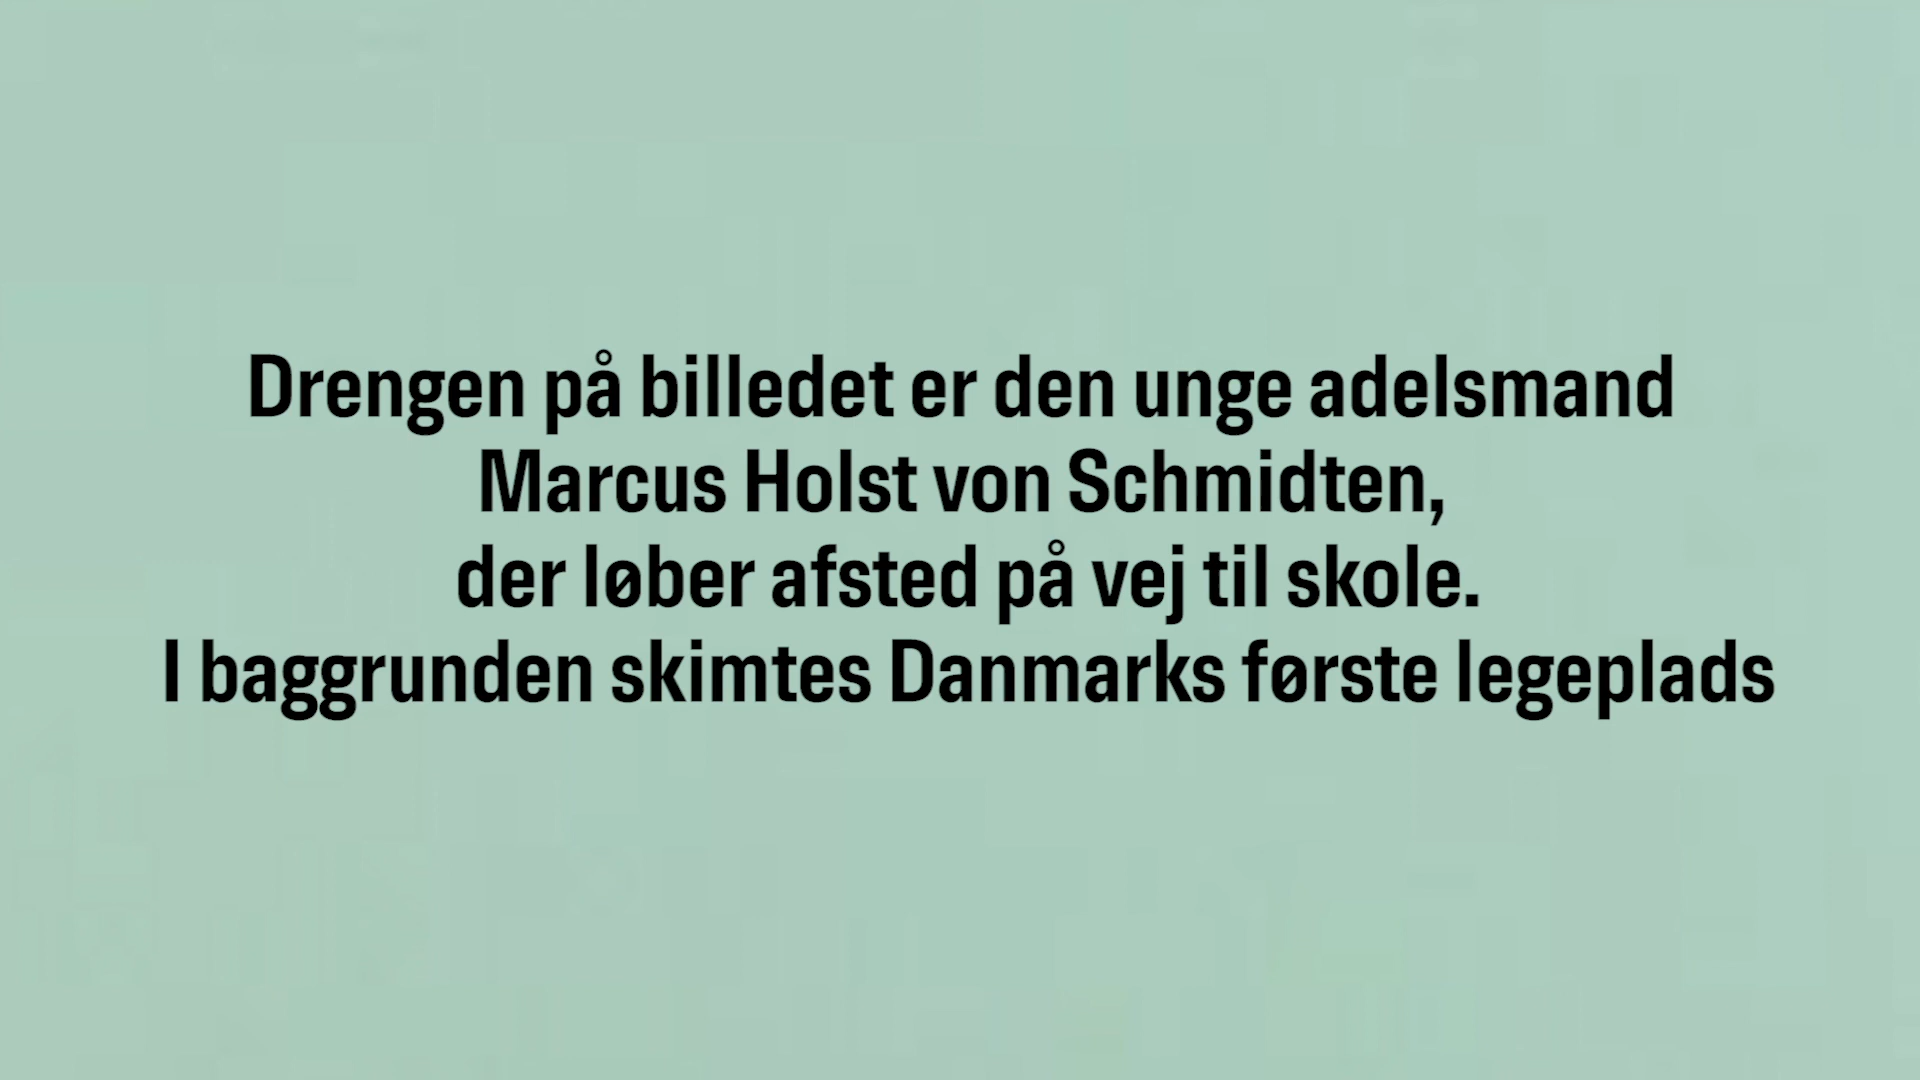 Drengen på billedet er den unge adelsmand
Marcus Holst von Schmidten,
der løber afsted på vej til skole.
I baggrunden skimtes Danmarks første legeplads